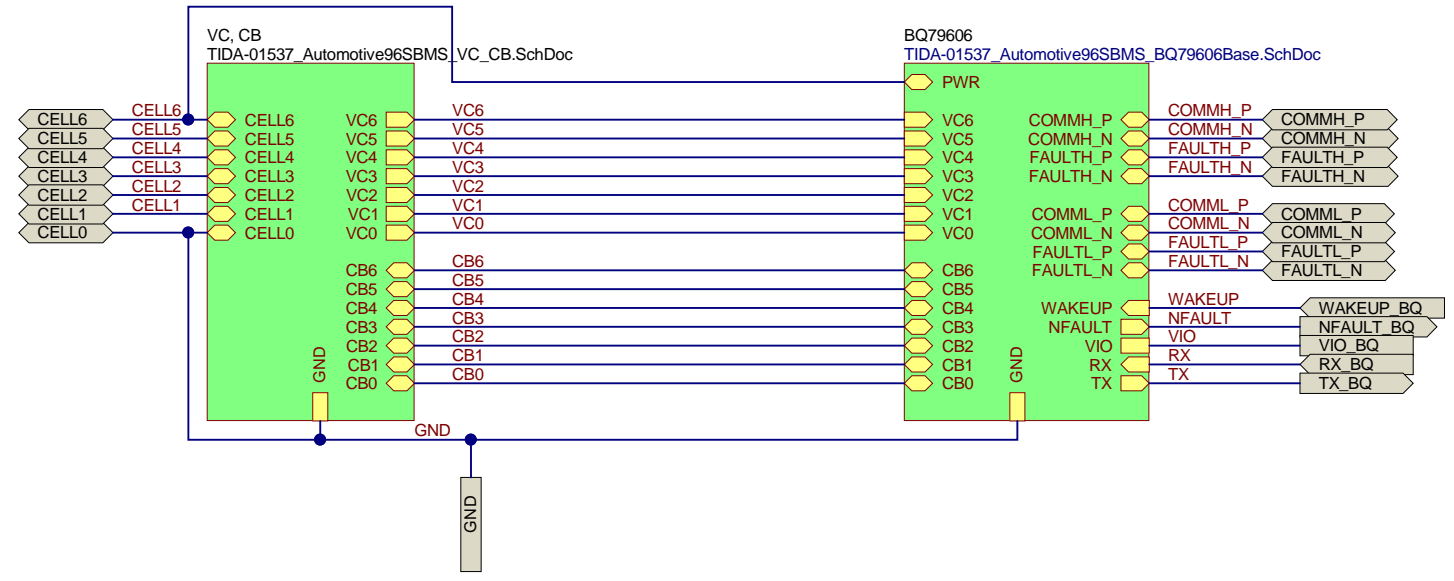 VC, CB
TIDA-01537_Automotive96SBMS_VC_CB.SchDoc
BQ79606
TIDA-01537_Automotive96SBMS_BQ79606Base.SchDoc
PWR
CELL6 CELL6 CELL6 VC6 VC6 VC6 COMMH_P COMMH_P COMMH_P
CELL5 CELL5 CELL5 VC5 VC5 VC5 COMMH_N COMMH_N COMMH_N
CELL4 CELL4 CELL4 VC4 VC4 VC4 FAULTH_P FAULTH_P FAULTH_P
CELL3 CELL3 CELL3 VC3 VC3 VC3 FAULTH_N FAULTH_N FAULTH_N
CELL2 CELL2 CELL2 VC2 VC2 VC2
CELL1 CELL1 CELL1 VC1 VC1 VC1 COMML_P COMML_P COMML_P
CELL0 CELL0 VC0 VC0 VC0 COMML_N COMML_N COMML_N
FAULTL_P FAULTL_P FAULTL_P
CB6 CB6 CB6 FAULTL_N FAULTL_N FAULTL_N
CB5 CB5 CB5
CB4 CB4 CB4 WAKEUP WAKEUP WAKEUP_BQ
CB3 CB3 CB3 NFAULT NFAULT NFAULT_BQ
CB2 CB2 CB2 VIO VIO VIO_BQ
CB1 CB1 CB1 RX RX RX_BQ
CB0 CB0 CB0 TX TX TX_BQ
GND
GND
GND
GND